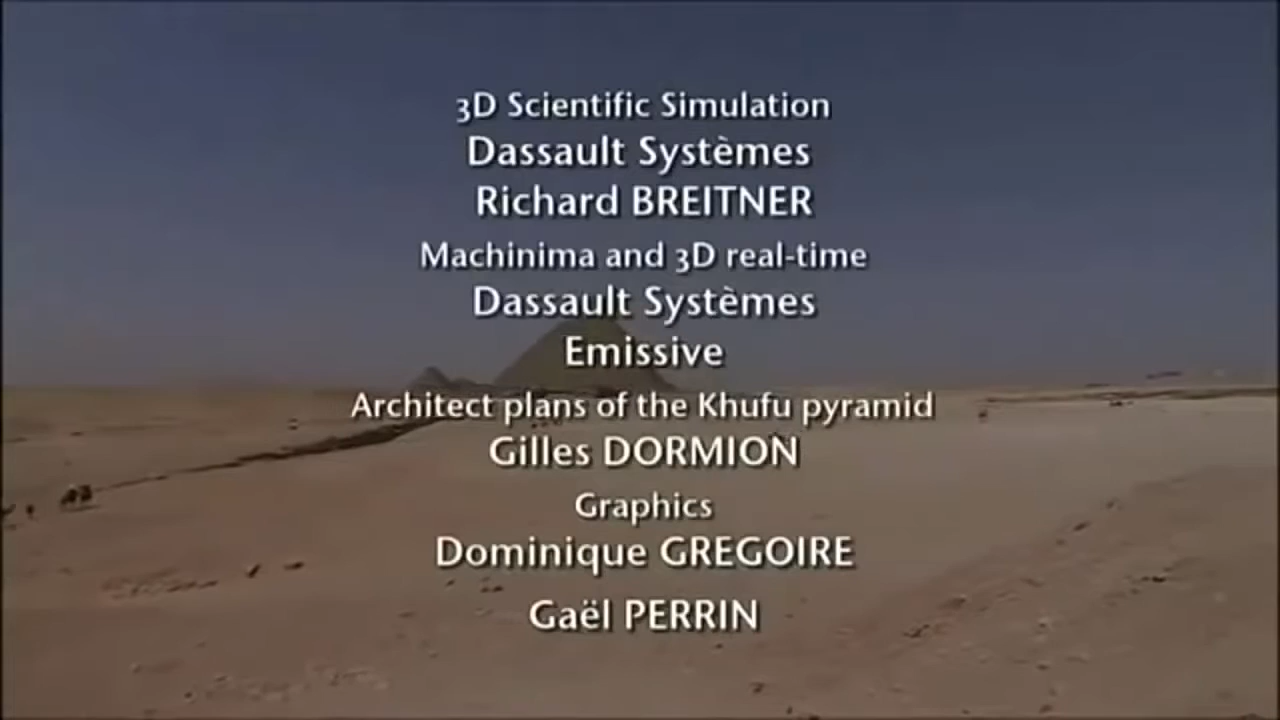 3D Scientific Simulation
Dassault Systèmes
Richard BREITNER
Machinima and 3D real-time
Dassault Systèmes
Emissive
Architect plans of the Khufu pyramid
Gilles DORMION
Graphics
Dominique GREGOIRE
Gaël PERRIN